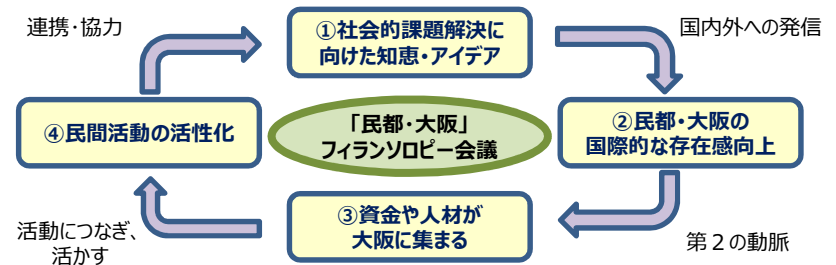 連携・協力
①社会的課題解決に
向けた知恵・アイデア
国内外への発信
④民間活動の活性化
「民都・大阪」
フィランソロピー会議
②民都・大阪の
国際的な存在感向上
活動につなぎ、
活かす
③資金や人材が
大阪に集まる
第２の動脈